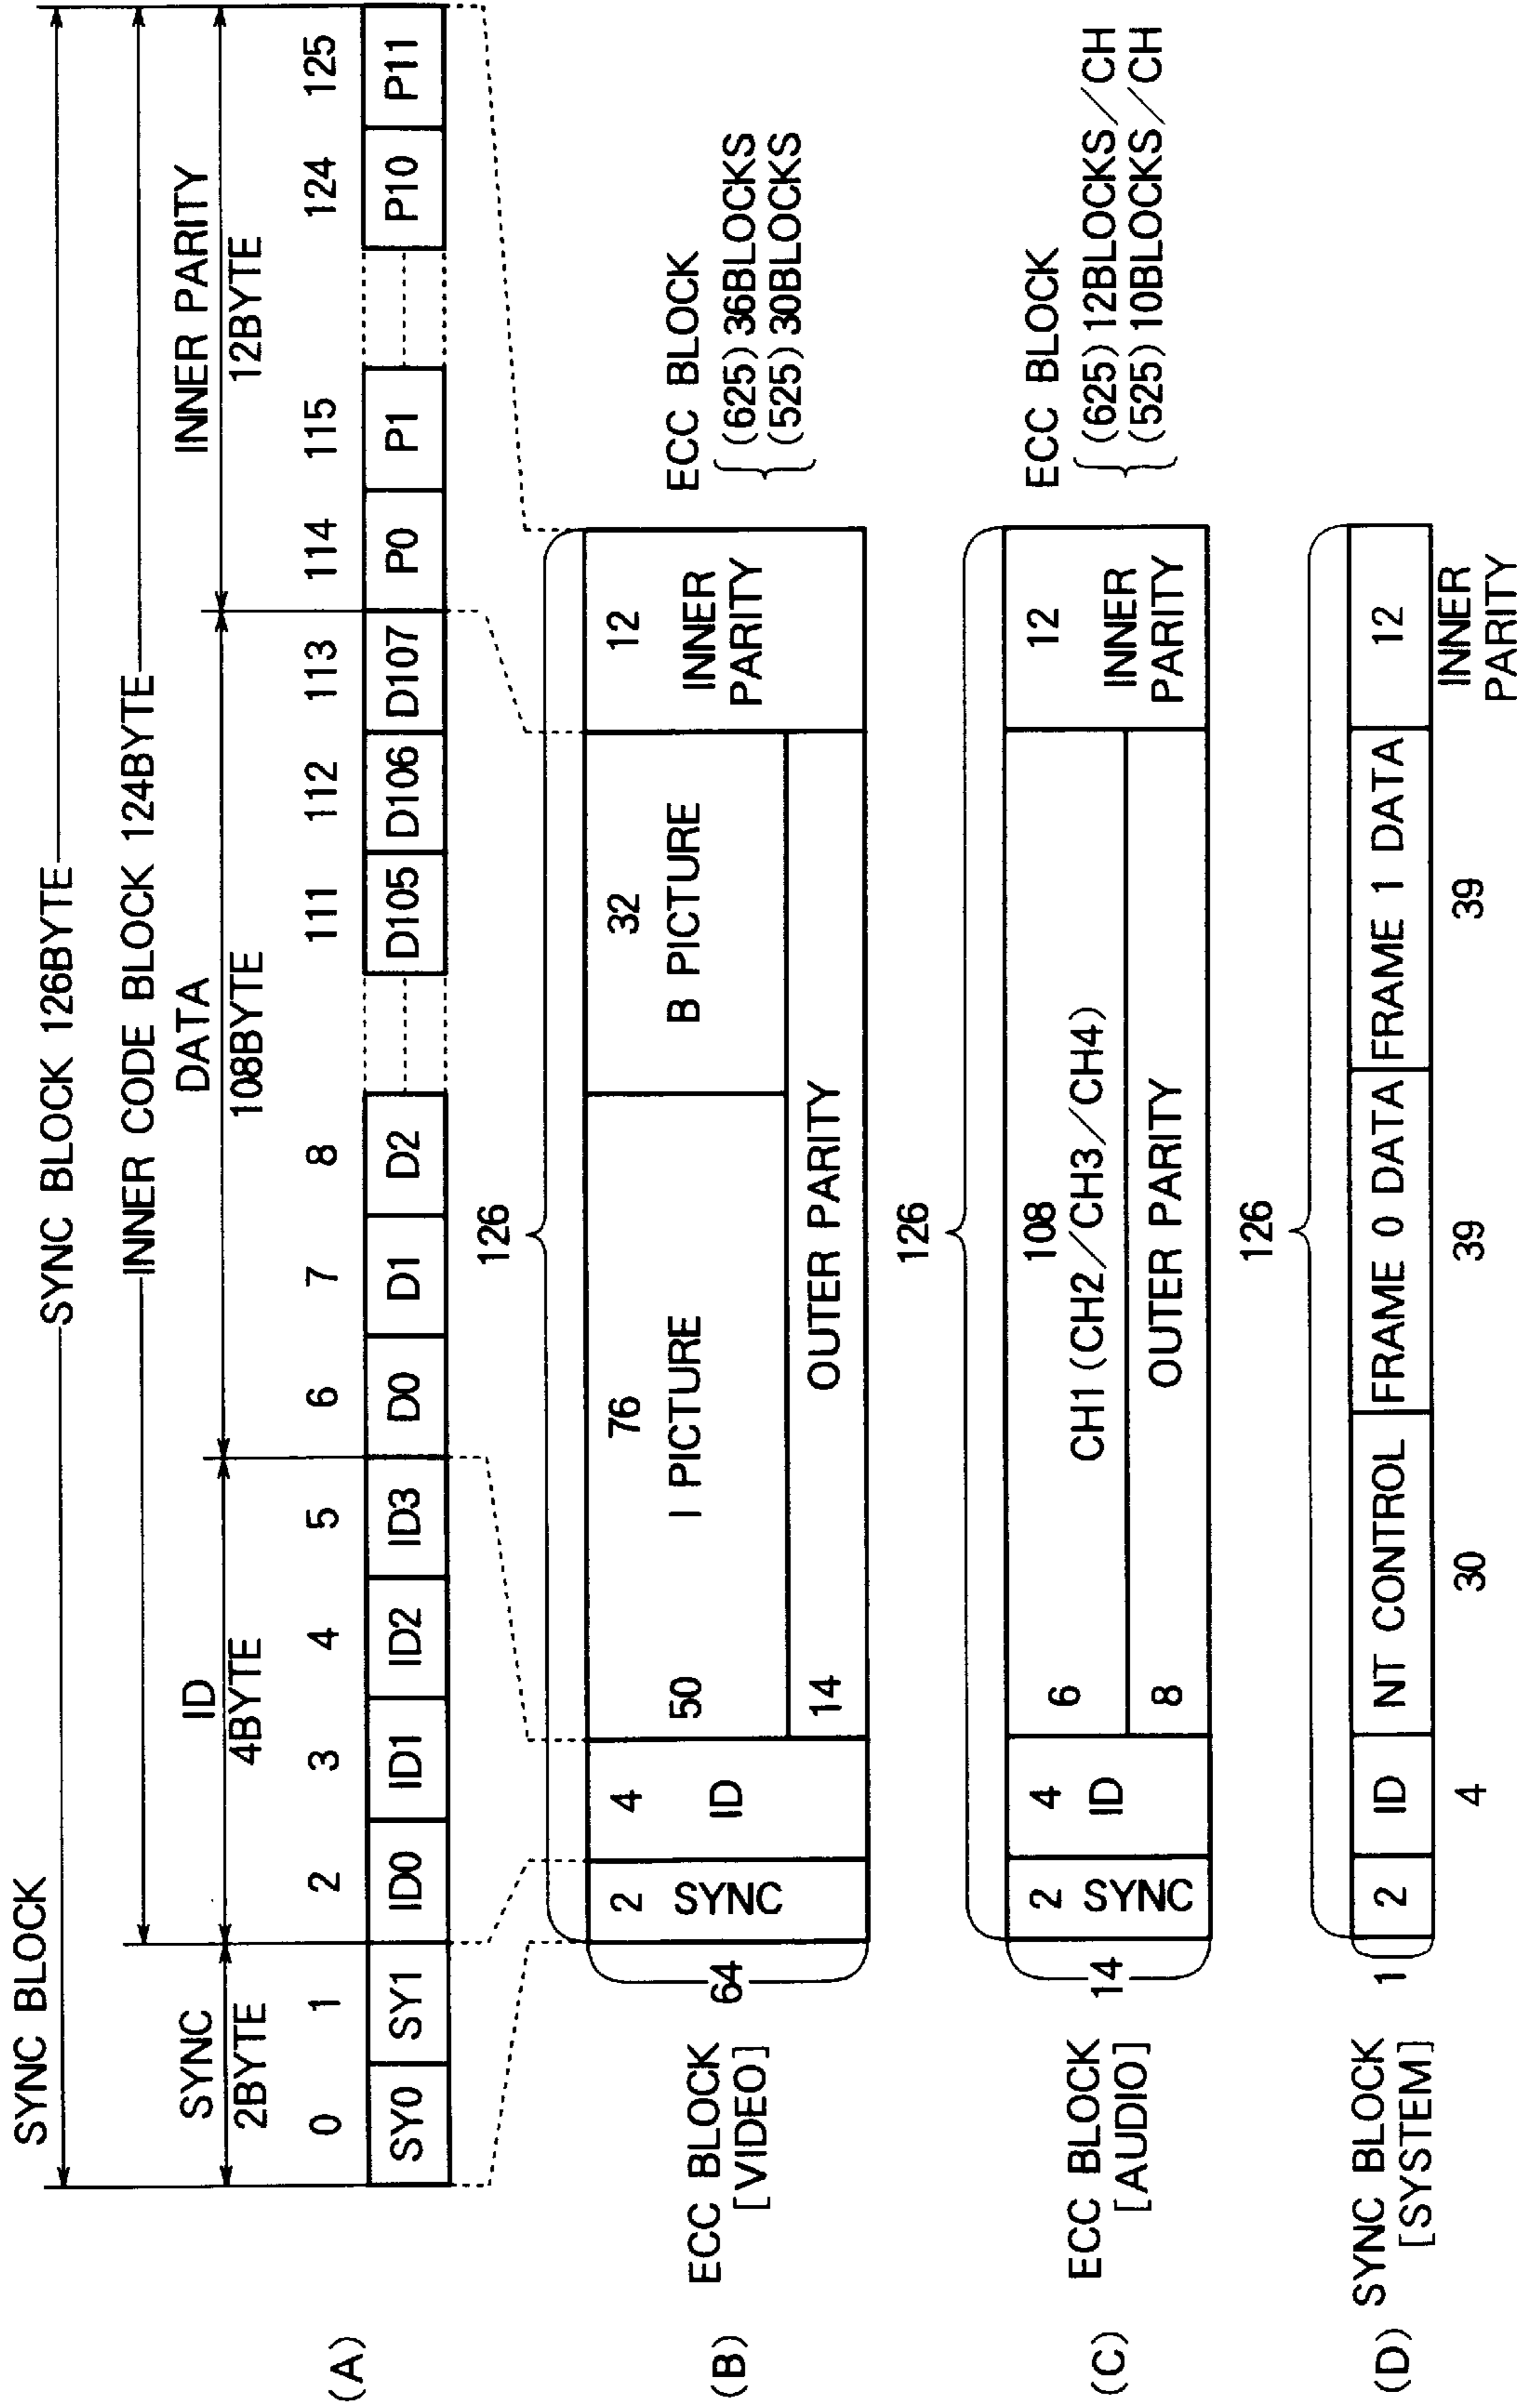 SYNC BLOCK
SYNC BLOCK 126BYTE
INNER CODE BLOCK 124BYTE
SYNC ID DATA INNER PARITY
2BYTE 4BYTE 108BYTE 12BYTE
0 1 2 3 4 5 6 7 8 111 112 113 114 115 124 125
(A) SY0 SY1 ID0 ID1 ID2 ID3 D0 D1 D2 D105 D106 D107 P0 P1 P10 P11
126
2 4 76 32 12
(B) ECC BLOCK
[VIDEO]
64
SYNC
ID
50
I PICTURE
B PICTURE
INNER
PARITY
14
OUTER PARITY
ECC BLOCK
(625) 36BLOCKS
(525) 30BLOCKS
126
2 4 108 12
(C) ECC BLOCK
[AUDIO]
14
SYNC
ID
6
CH1 (CH2/CH3/CH4)
8
OUTER PARITY
INNER
PARITY
ECC BLOCK
(625) 12BLOCKS/CH
(525) 10BLOCKS/CH
126
(D) SYNC BLOCK
[SYSTEM]
1
2 ID NT CONTROL FRAME 0 DATA FRAME 1 DATA 12
4 30 39 39 INNER
PARITY